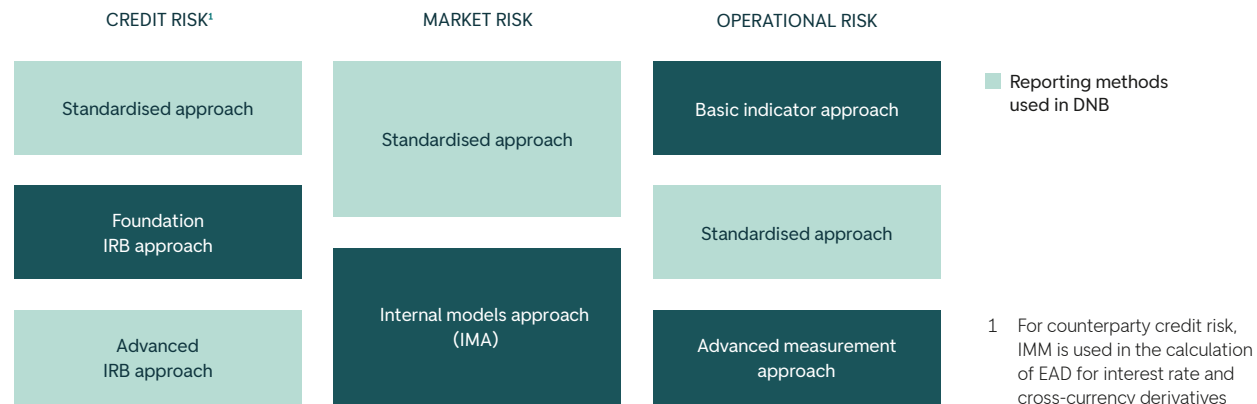 CREDIT RISK¹
MARKET RISK
OPERATIONAL RISK
Standardised approach
Foundation
IRB approach
Advanced
IRB approach
Standardised approach
Internal models approach
(IMA)
Basic indicator approach
Standardised approach
Advanced measurement
approach
Reporting methods
used in DNB
1 For counterparty credit risk,
IMM is used in the calculation
of EAD for interest rate and
cross-currency derivatives